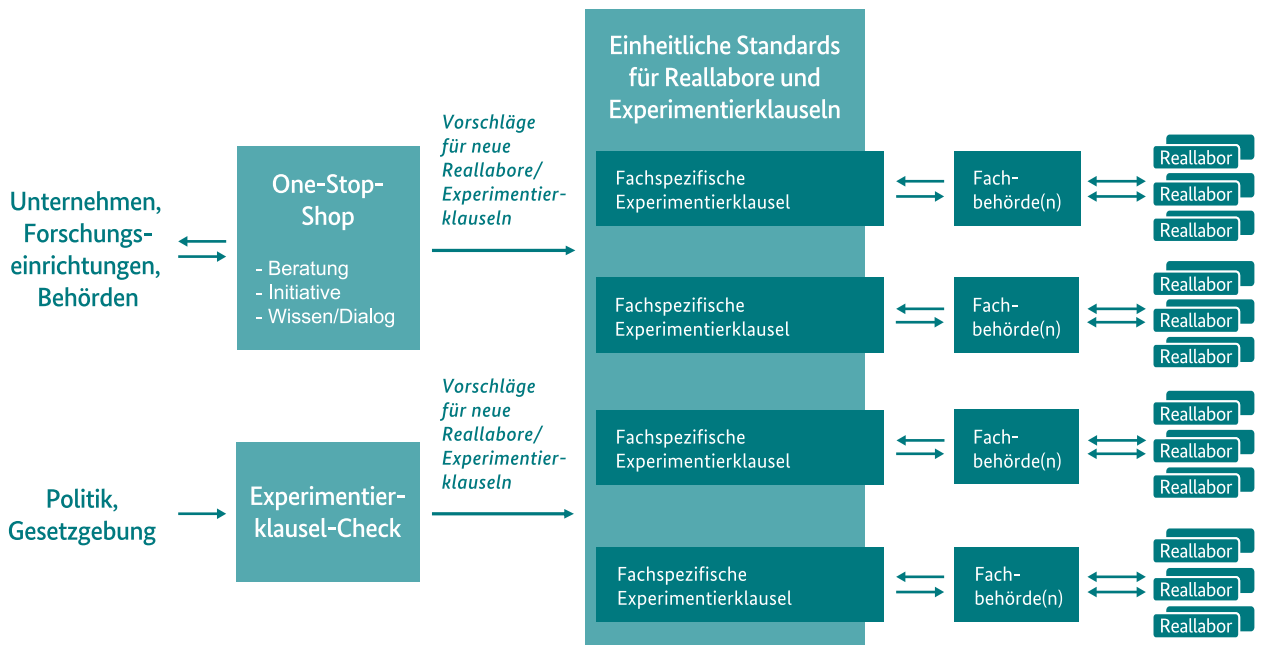 Unternehmen,
Forschungs-
einrichtungen,
Behörden
One-Stop-
Shop
- Beratung
- Initiative
- Wissen/Dialog
Vorschläge
für neue
Reallabore/
Experimentier-
klauseln
Politik,
Gesetzgebung
Experimentier-
klausel-Check
Vorschläge
für neue
Reallabore/
Experimentier-
klauseln
Einheitliche Standards
für Reallabore und
Experimentierklauseln
Fachspezifische
Experimentierklausel
Fach-
behörde(n)
Reallabor
Reallabor
Reallabor
Fachspezifische
Experimentierklausel
Fach-
behörde(n)
Reallabor
Reallabor
Reallabor
Fachspezifische
Experimentierklausel
Fach-
behörde(n)
Reallabor
Reallabor
Reallabor
Fachspezifische
Experimentierklausel
Fach-
behörde(n)
Reallabor
Reallabor
Reallabor